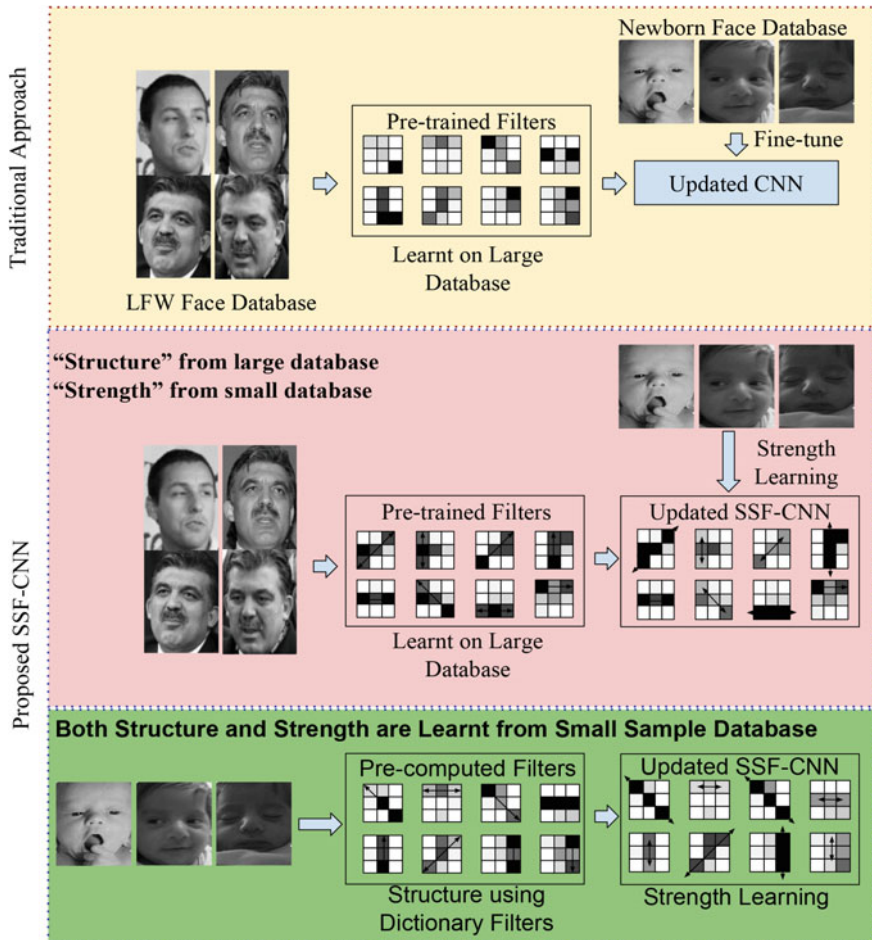 Traditional Approach
Newborn Face Database
Pre-trained Filters
Fine-tune
Updated CNN
Learnt on Large
Database
LFW Face Database
Proposed SSF-CNN
“Structure” from large database
“Strength” from small database
Strength
Learning
Pre-trained Filters
Updated SSF-CNN
Learnt on Large
Database
Both Structure and Strength are Learnt from Small Sample Database
Pre-computed Filters
Updated SSF-CNN
Structure using
Dictionary Filters
Strength Learning